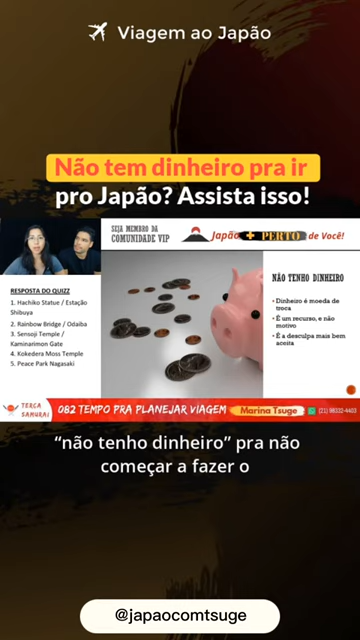 Viagem ao Japão
Não tem dinheiro pra ir
pro Japão? Assista isso!
SEJA MEMBRO DA
COMUNIDADE VIP
Japão + PERTO de Você!
RESPOSTA DO QUIZZ
1. Hachiko Statue / Estação
Shibuya
2. Rainbow Bridge / Odaiba
3. Sensoji Temple /
Kaminarimon Gate
4. Kokedera Moss Temple
5. Peace Park Nagasaki
NÃO TENHO DINHEIRO
• Dinheiro é moeda de
troca
• É um recurso, e não
motivo
• É a desculpa mais bem
aceita
TERÇA
SAMURAI
082 TEMPO PRA PLANEJAR VIAGEM
Marina Tsuge
(21) 98332-4403
“não tenho dinheiro” pra não
começar a fazer o
@japaocomtsuge